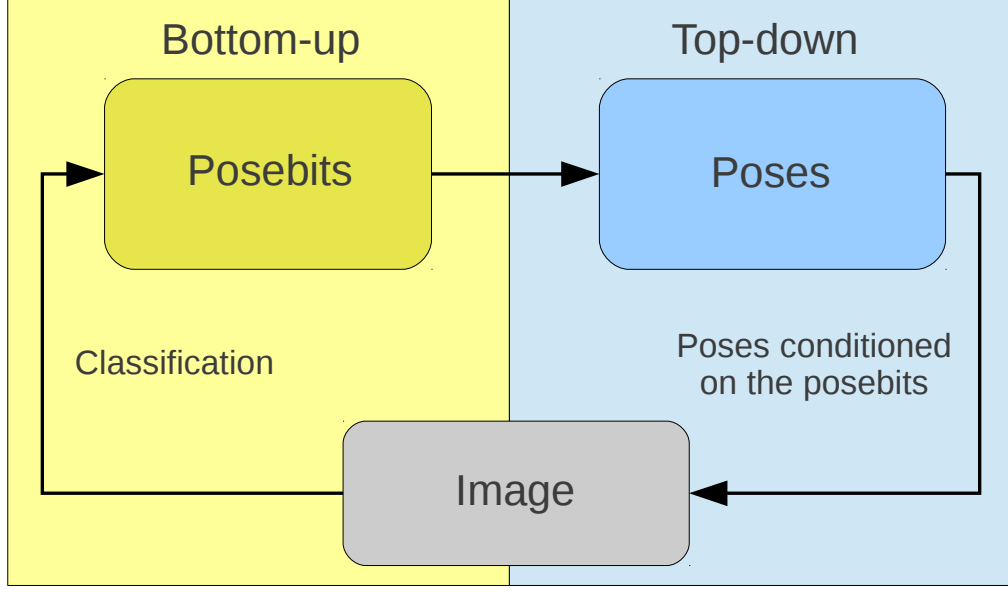 Bottom-up
Top-down
Posebits
Poses
Classification
Poses conditioned
on the posebits
Image